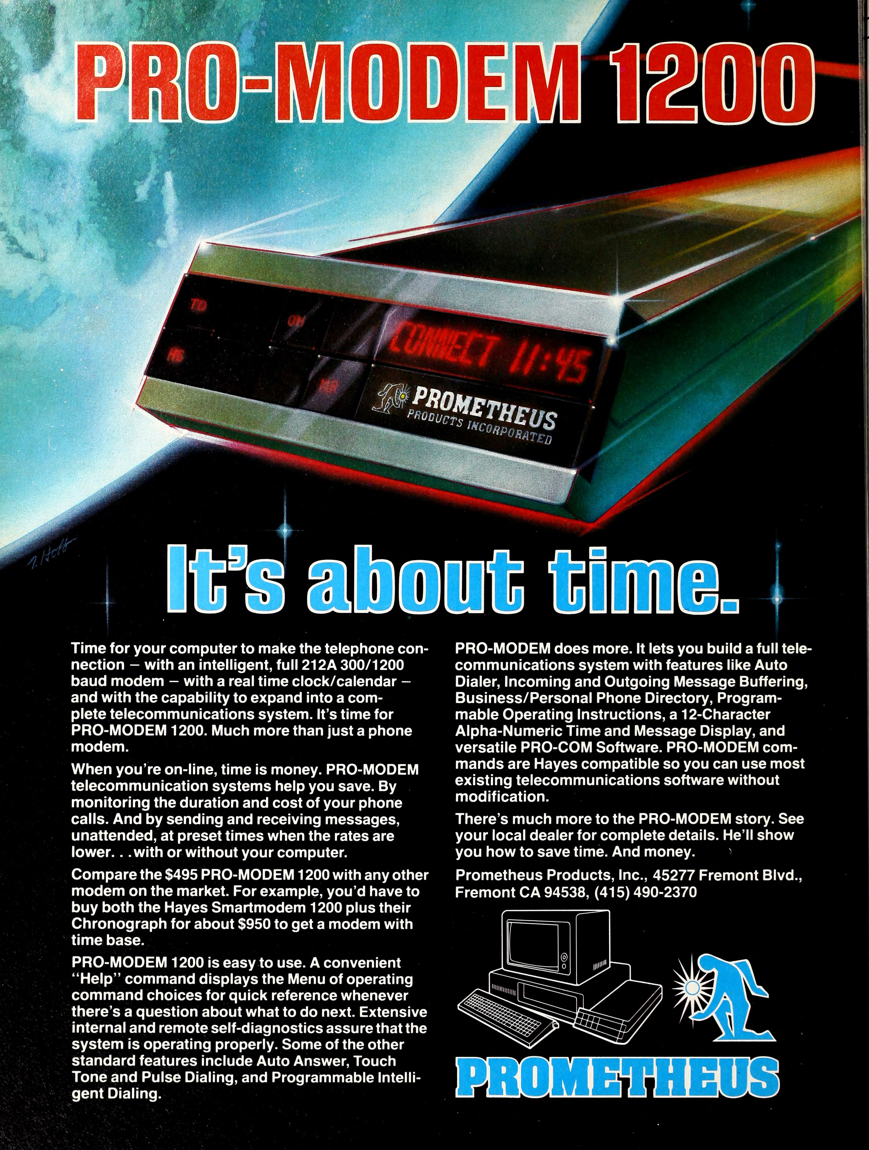 PRO-MODEM 1200
TD
OH
CONNECT 11:45
HS
MR
PROMETHEUS
PRODUCTS INCORPORATED
It's about time.
Time for your computer to make the telephone con-
nection — with an intelligent, full 212A 300/1200
baud modem — with a real time clock/calendar —
and with the capability to expand into a com-
plete telecommunications system. It's time for
PRO-MODEM 1200. Much more than just a phone
modem.
When you're on-line, time is money. PRO-MODEM
telecommunication systems help you save. By
monitoring the duration and cost of your phone
calls. And by sending and receiving messages,
unattended, at preset times when the rates are
lower. . .with or without your computer.
Compare the $495 PRO-MODEM 1200 with any other
modem on the market. For example, you'd have to
buy both the Hayes Smartmodem 1200 plus their
Chronograph for about $950 to get a modem with
time base.
PRO-MODEM 1200 is easy to use. A convenient
"Help" command displays the Menu of operating
command choices for quick reference whenever
there's a question about what to do next. Extensive
internal and remote self-diagnostics assure that the
system is operating properly. Some of the other
standard features include Auto Answer, Touch
Tone and Pulse Dialing, and Programmable Intelli-
gent Dialing.
PRO-MODEM does more. It lets you build a full tele-
communications system with features like Auto
Dialer, Incoming and Outgoing Message Buffering,
Business/Personal Phone Directory, Program-
mable Operating Instructions, a 12-Character
Alpha-Numeric Time and Message Display, and
versatile PRO-COM Software. PRO-MODEM com-
mands are Hayes compatible so you can use most
existing telecommunications software without
modification.
There's much more to the PRO-MODEM story. See
your local dealer for complete details. He'll show
you how to save time. And money.
Prometheus Products, Inc., 45277 Fremont Blvd.,
Fremont CA 94538, (415) 490-2370
PROMETHEUS